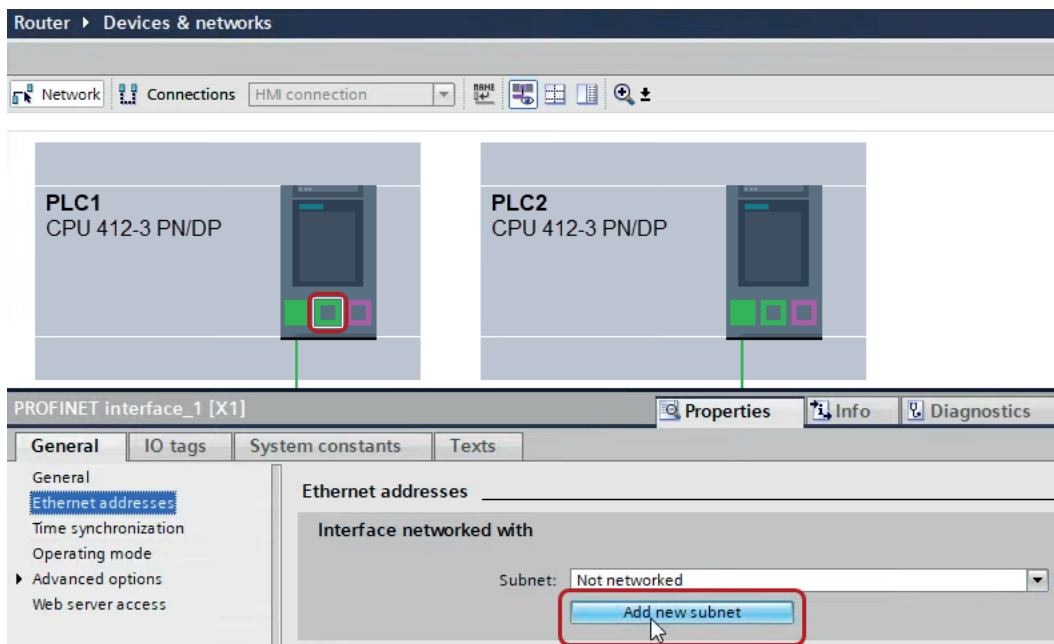 Router ▸ Devices & networks
Network Connections HMI connection NAME
PLC1
CPU 412-3 PN/DP
PLC2
CPU 412-3 PN/DP
PROFINET interface_1 [X1]
Properties Info Diagnostics
General IO tags System constants Texts
General
Ethernet addresses
Time synchronization
Operating mode
Advanced options
Web server access
Ethernet addresses
Interface networked with
Subnet: Not networked
Add new subnet